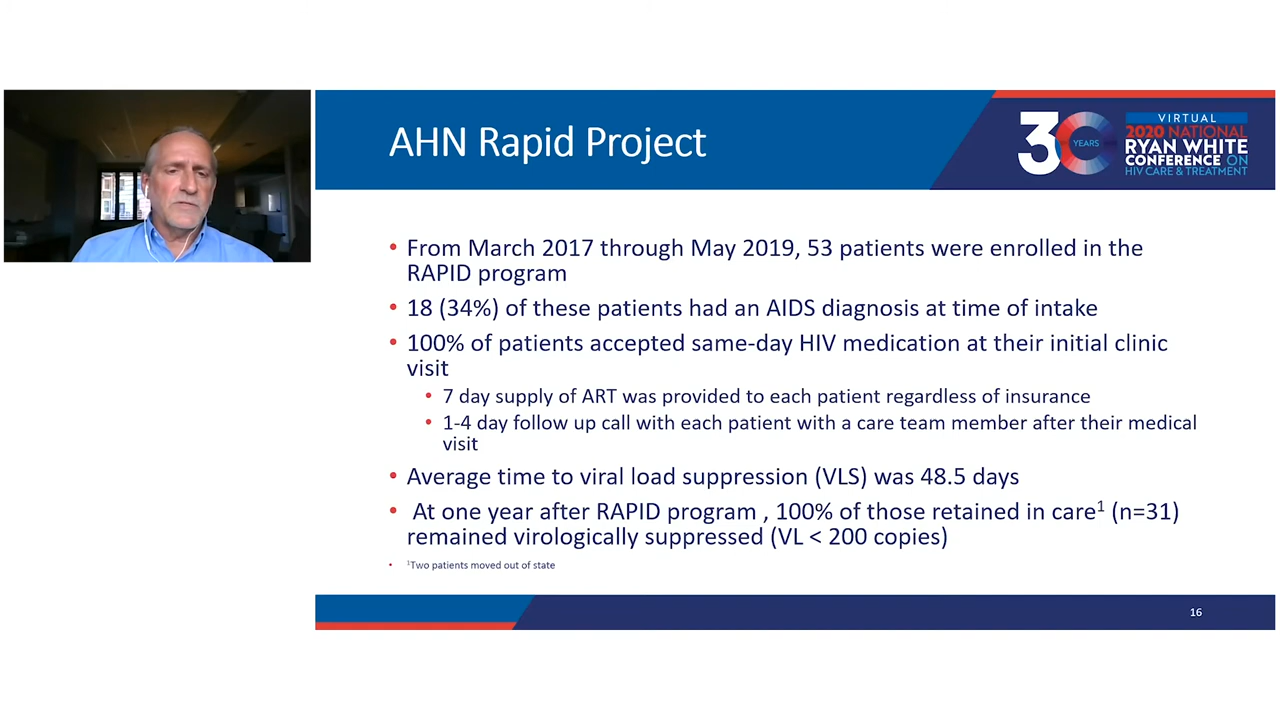 AHN Rapid Project
30
YEARS
VIRTUAL
2020 NATIONAL
RYAN WHITE
CONFERENCE ON
HIV CARE & TREATMENT
• From March 2017 through May 2019, 53 patients were enrolled in the
RAPID program
• 18 (34%) of these patients had an AIDS diagnosis at time of intake
• 100% of patients accepted same-day HIV medication at their initial clinic
visit
• 7 day supply of ART was provided to each patient regardless of insurance
• 1-4 day follow up call with each patient with a care team member after their medical
visit
• Average time to viral load suppression (VLS) was 48.5 days
• At one year after RAPID program , 100% of those retained in care¹ (n=31)
remained virologically suppressed (VL < 200 copies)
• ¹Two patients moved out of state
16